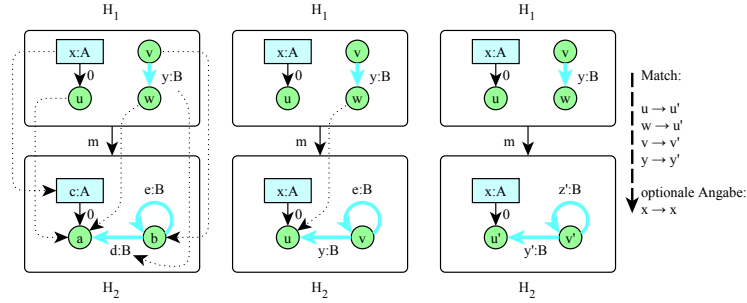 H1
H1
H1
x:A
v
0
y:B
u
w
x:A
v
0
y:B
u
w
x:A
v
0
y:B
u
w
m
m
c:A
e:B
0
a
b
d:B
x:A
e:B
0
u
v
y:B
x:A
z':B
0
u'
v'
y':B
H2
H2
H2
Match:
u → u'
w → u'
v → v'
y → y'
optionale Angabe:
x → x